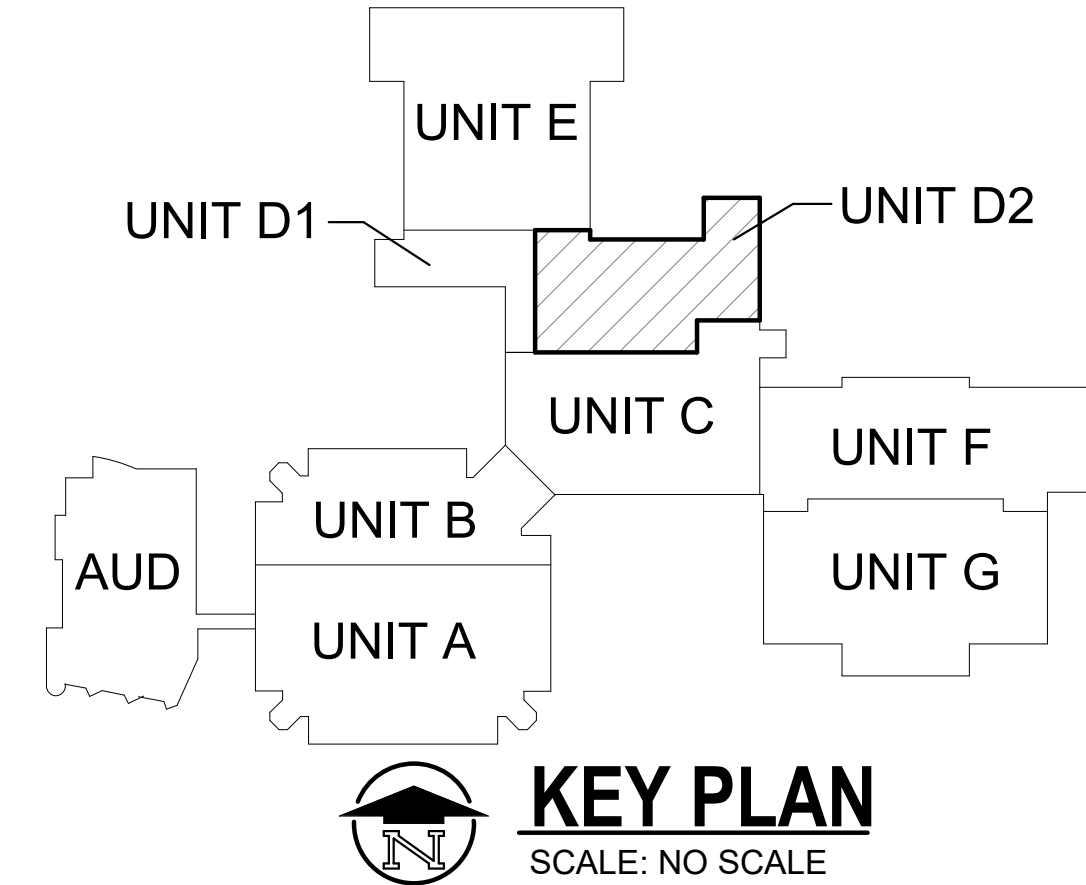 UNIT E
UNIT D1
UNIT D2
UNIT C
UNIT F
UNIT B
AUD
UNIT G
UNIT A
KEY PLAN
N
SCALE: NO SCALE